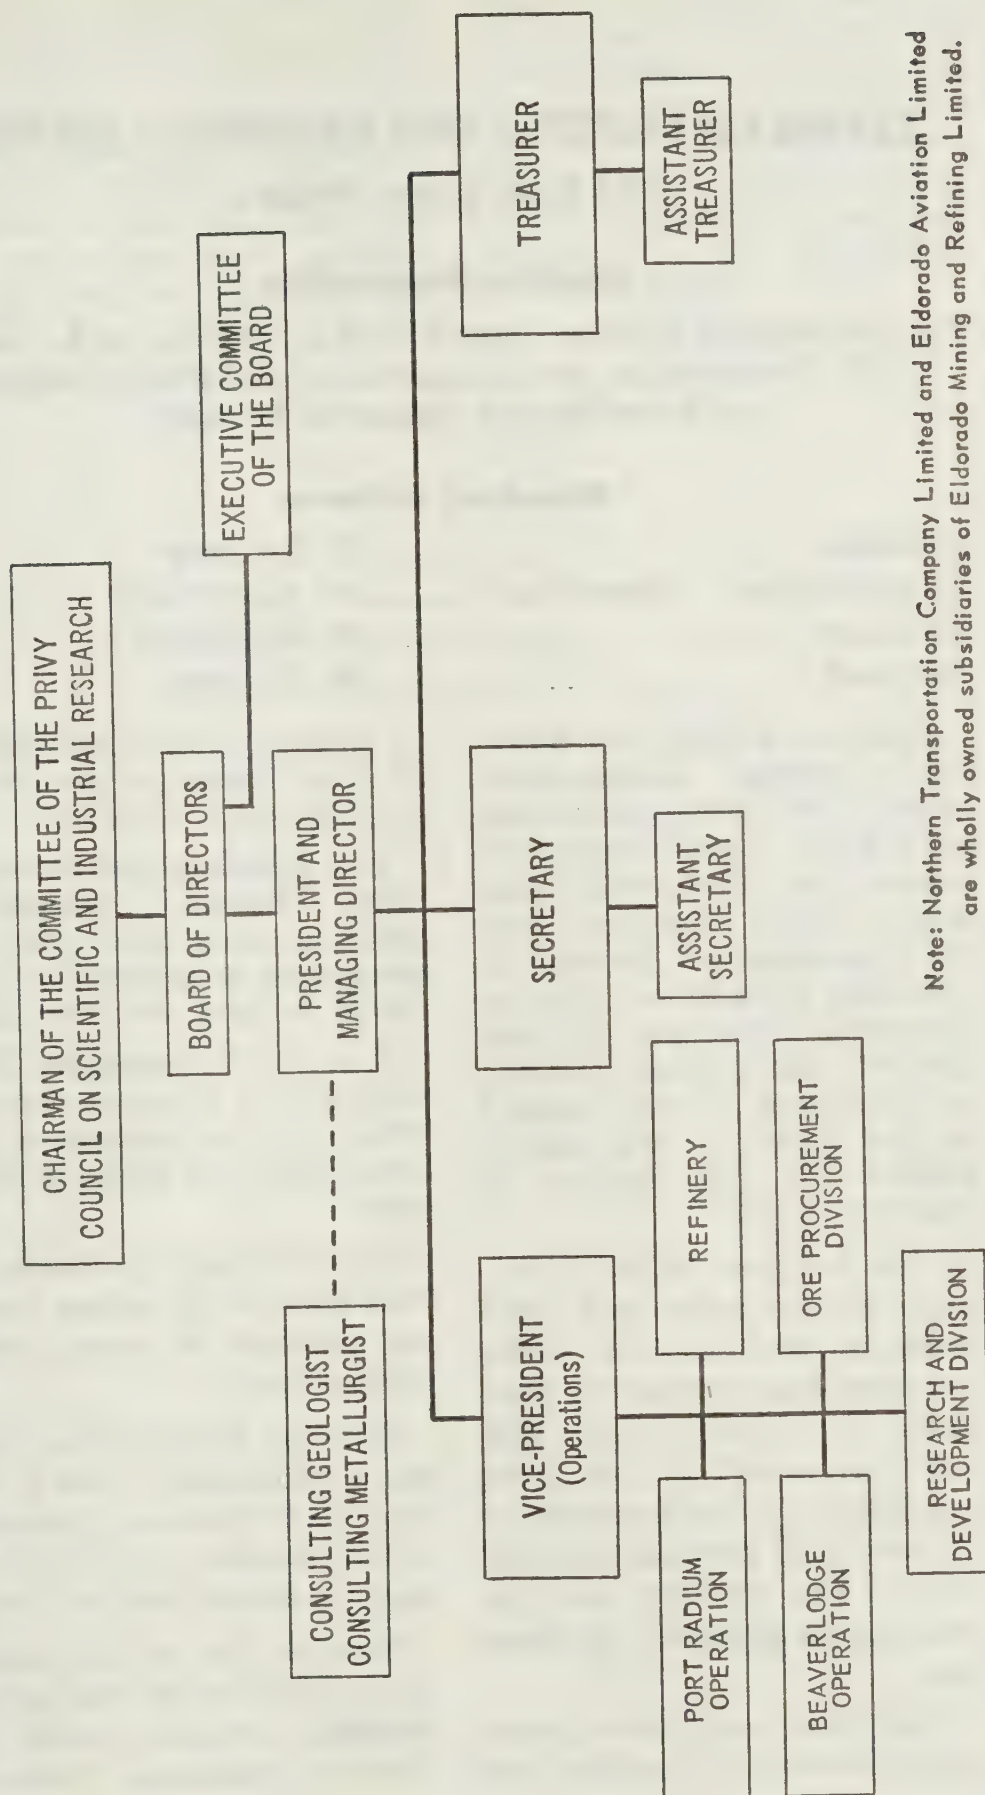 CHAIRMAN OF THE COMMITTEE OF THE PRIVY
COUNCIL ON SCIENTIFIC AND INDUSTRIAL RESEARCH
BOARD OF DIRECTORS
EXECUTIVE COMMITTEE
OF THE BOARD
PRESIDENT AND
MANAGING DIRECTOR
CONSULTING GEOLOGIST
CONSULTING METALLURGIST
VICE-PRESIDENT
(Operations)
SECRETARY
TREASURER
ASSISTANT
SECRETARY
ASSISTANT
TREASURER
PORT RADIUM
OPERATION
REFINERY
BEAVERLODGE
OPERATION
ORE PROCUREMENT
DIVISION
RESEARCH AND
DEVELOPMENT DIVISION
Note: Northern Transportation Company Limited and Eldorado Aviation Limited
are wholly owned subsidiaries of Eldorado Mining and Refining Limited.